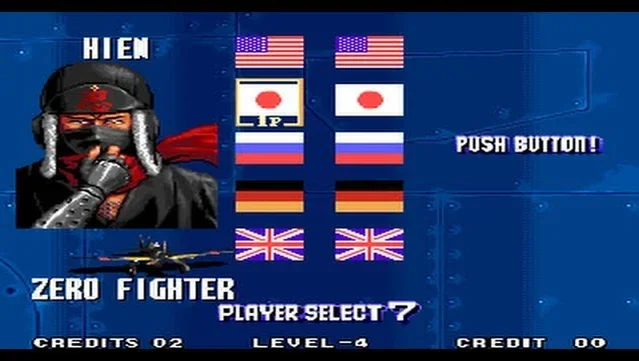 HIEN
1P
PUSH BUTTON!
ZERO FIGHTER
PLAYER SELECT 7
CREDITS 02 LEVEL-4 CREDIT 00